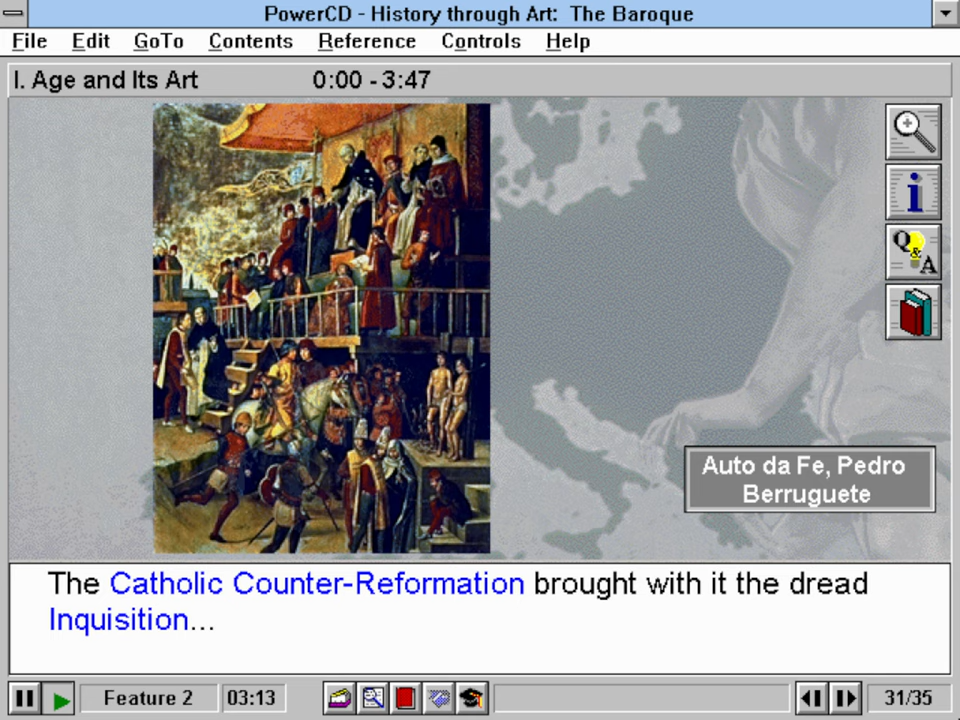 PowerCD - History through Art: The Baroque
File Edit GoTo Contents Reference Controls Help
I. Age and Its Art 0:00 - 3:47
i
Q & A
Auto da Fe, Pedro
Berruguete
The Catholic Counter-Reformation brought with it the dread
Inquisition...
Feature 2 03:13 31/35